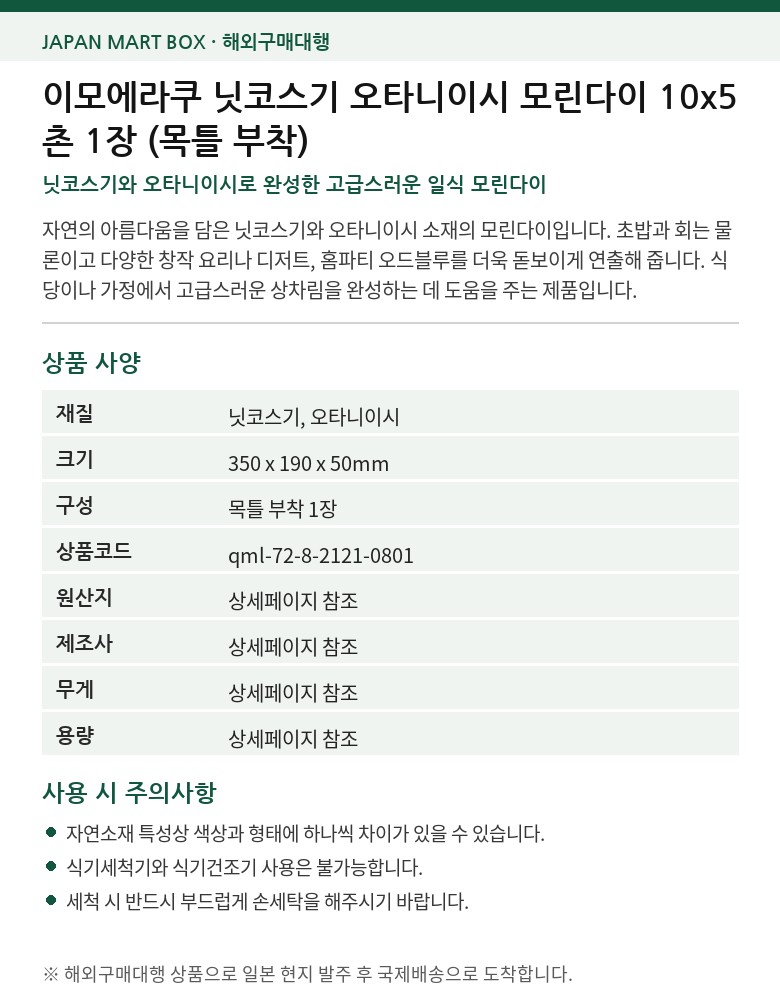 JAPAN MART BOX · 해외구매대행
이모에라쿠 닛코스기 오타니이시 모린다이 10x5
촌 1장 (목틀 부착)
닛코스기와 오타니이시로 완성한 고급스러운 일식 모린다이
자연의 아름다움을 담은 닛코스기와 오타니이시 소재의 모린다이입니다. 초밥과 회는 물
론이고 다양한 창작 요리나 디저트, 홈파티 오드블루를 더욱 돋보이게 연출해 줍니다. 식
당이나 가정에서 고급스러운 상차림을 완성하는 데 도움을 주는 제품입니다.
상품 사양
재질 닛코스기, 오타니이시
크기 350 x 190 x 50mm
구성 목틀 부착 1장
상품코드 qml-72-8-2121-0801
원산지 상세페이지 참조
제조사 상세페이지 참조
무게 상세페이지 참조
용량 상세페이지 참조
사용 시 주의사항
● 자연소재 특성상 색상과 형태에 하나씩 차이가 있을 수 있습니다.
● 식기세척기와 식기건조기 사용은 불가능합니다.
● 세척 시 반드시 부드럽게 손세탁을 해주시기 바랍니다.
※ 해외구매대행 상품으로 일본 현지 발주 후 국제배송으로 도착합니다.